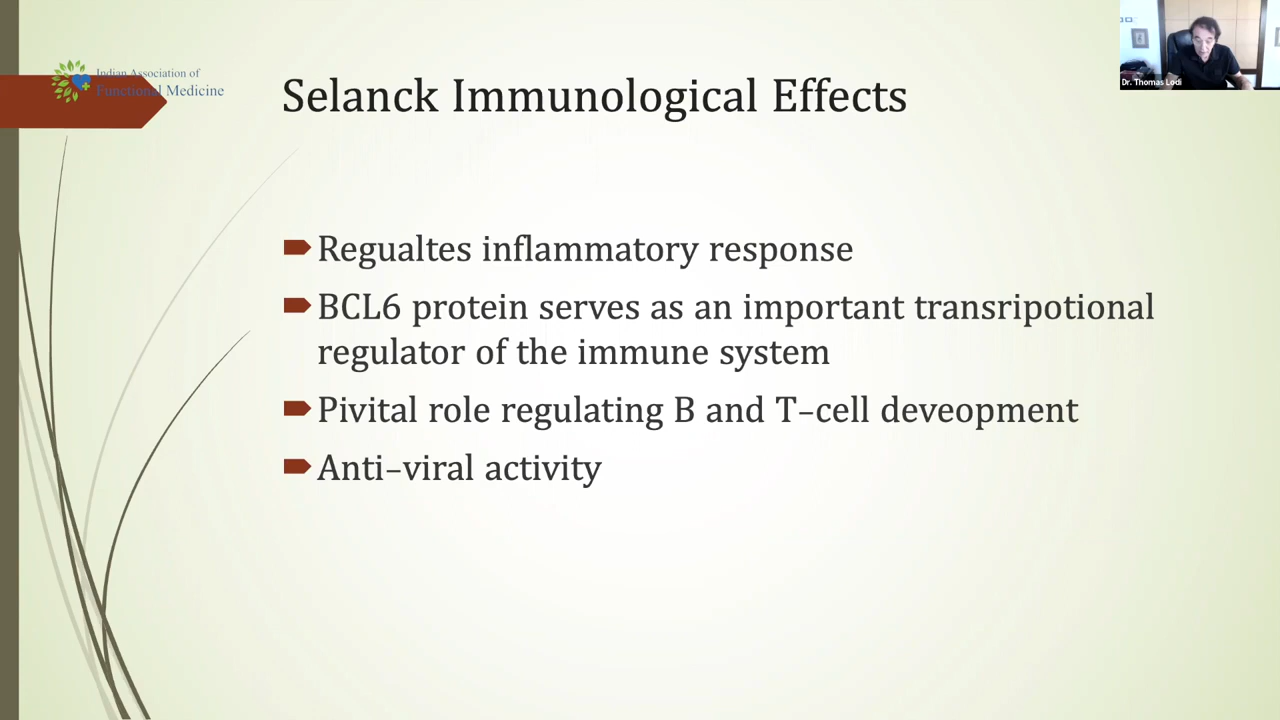 Indian Association of
Functional Medicine
Dr. Thomas Lodi
Selanck Immunological Effects
Regualtes inflammatory response
BCL6 protein serves as an important transripotional
regulator of the immune system
Pivital role regulating B and T–cell deveopment
Anti–viral activity